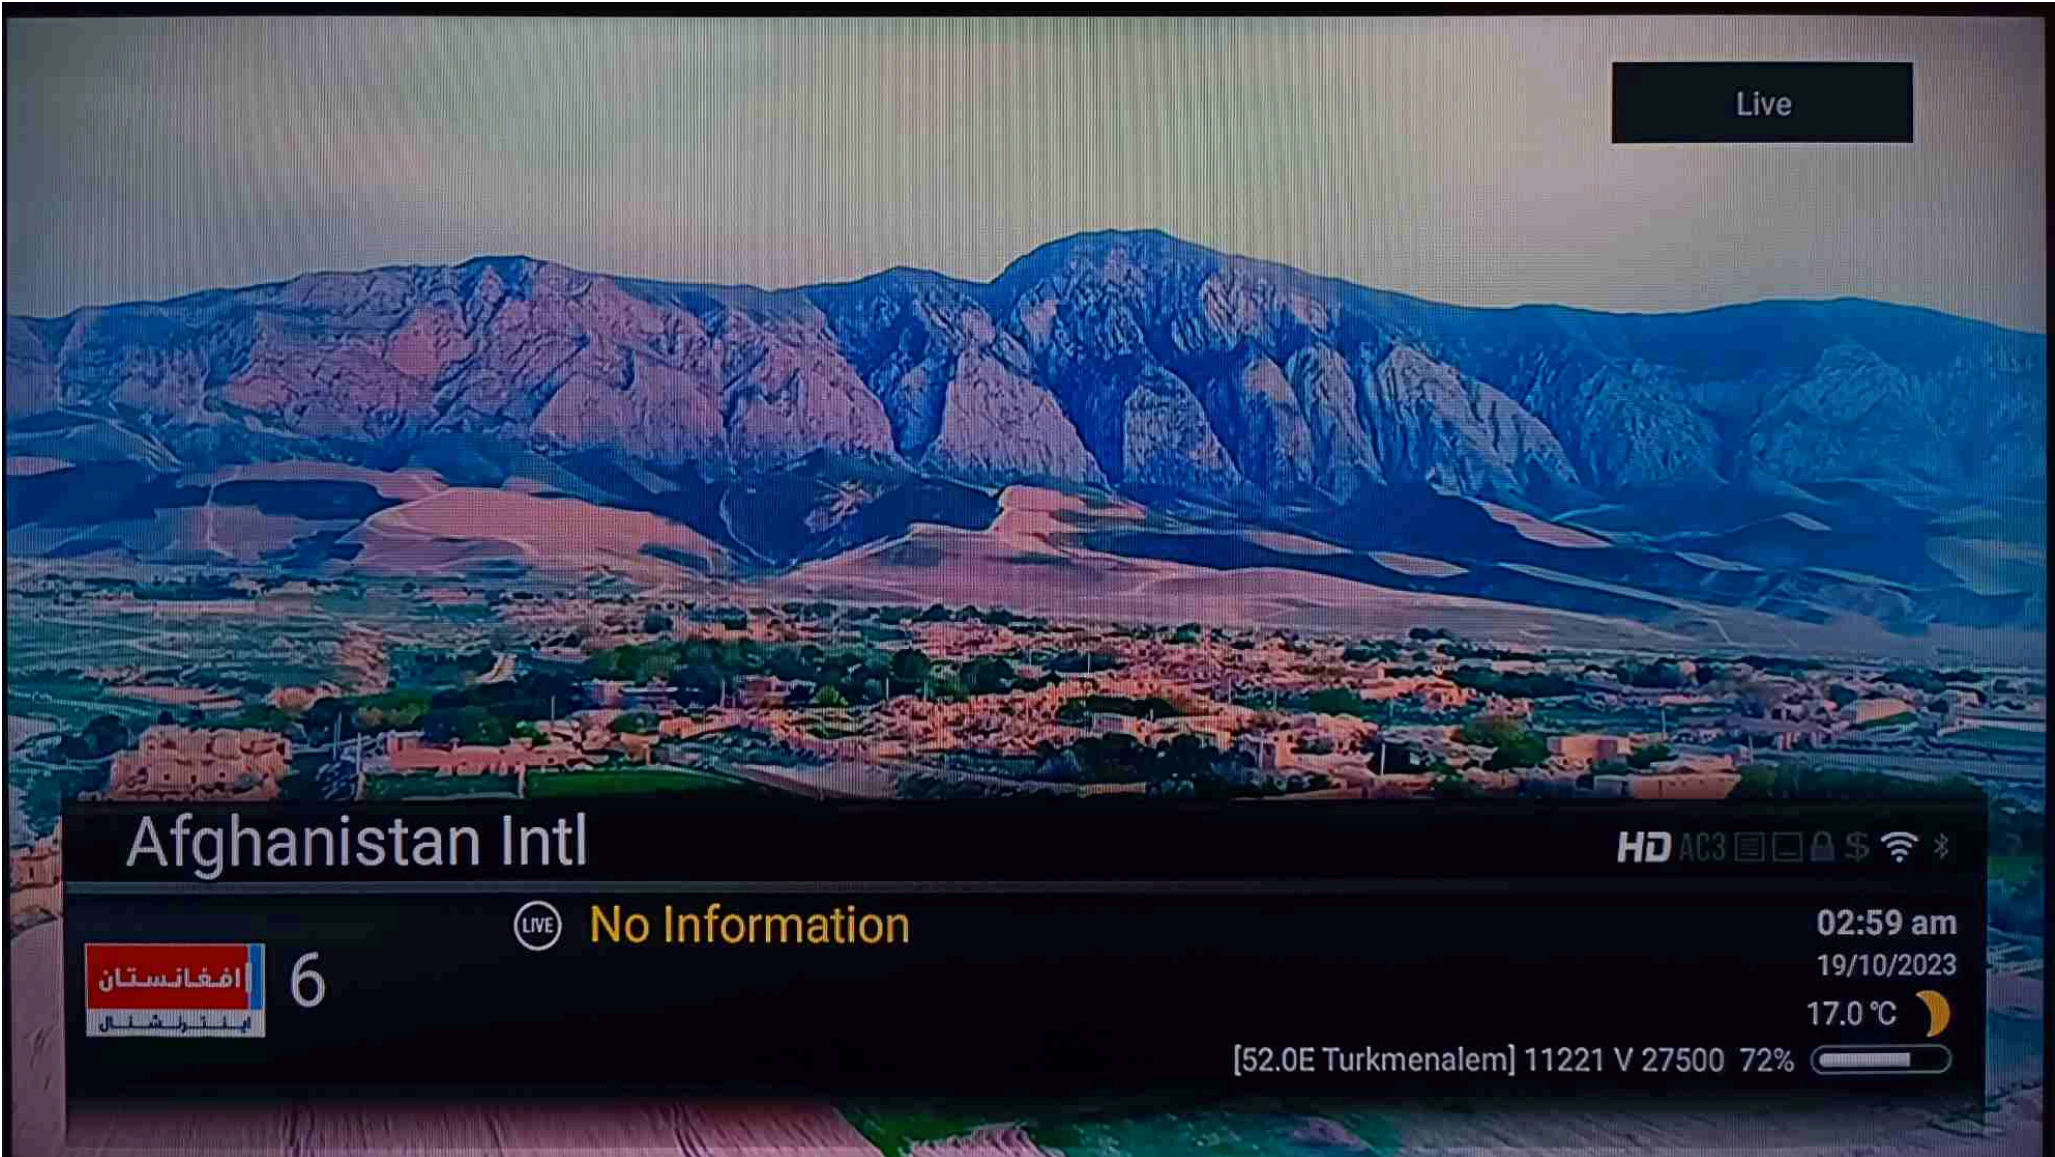 Live
Afghanistan Intl
HD AC3 $
LIVE No Information
02:59 am
افغانستان
اینترنشنال
6
19/10/2023
17.0 °C
[52.0E Turkmenalem] 11221 V 27500 72%